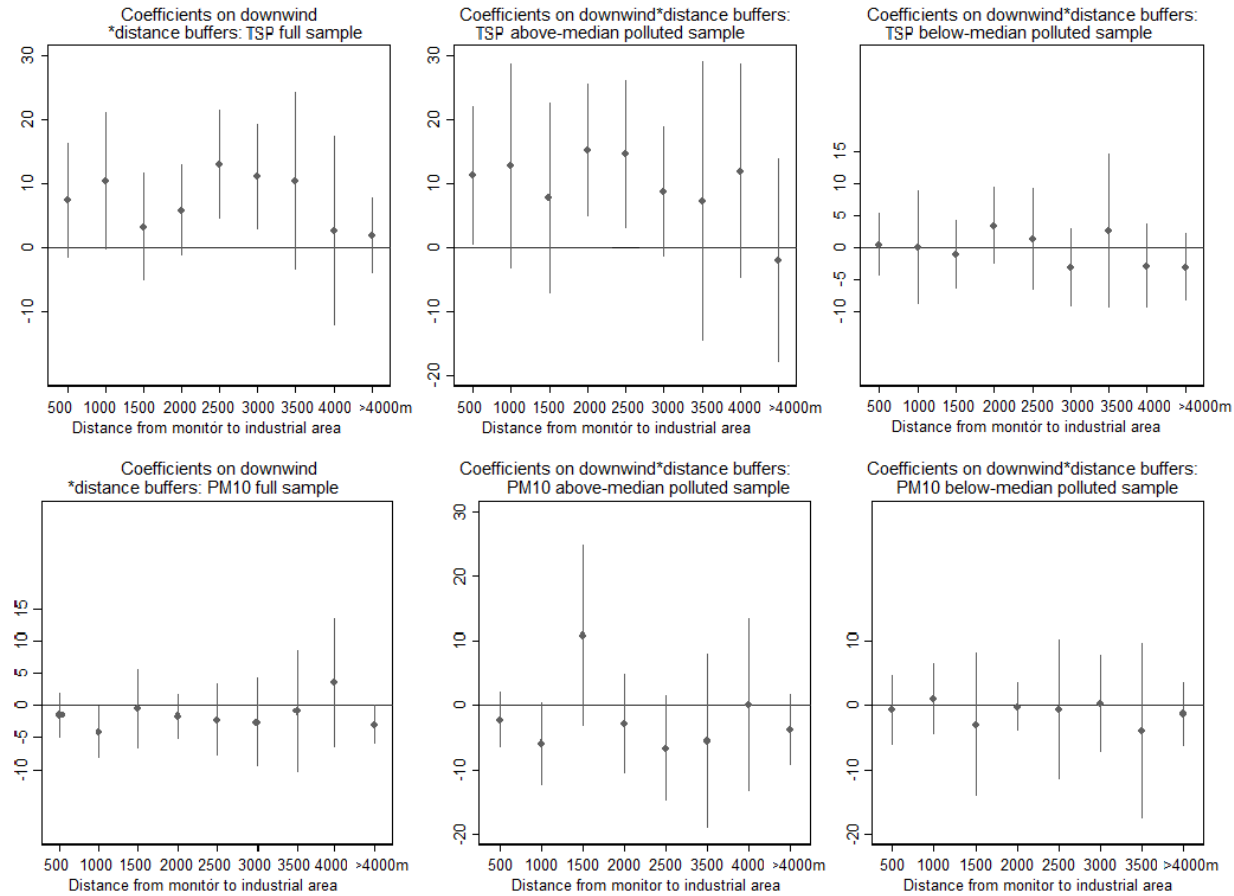 Coefficients on downwind
*distance buffers: TSP full sample
30
20
10
0
-10
500 1000 1500 2000 2500 3000 3500 4000 >4000m
Distance from monitor to industrial area
Coefficients on downwind*distance buffers:
TSP above-median polluted sample
30
20
10
0
-10
-20
500 1000 1500 2000 2500 3000 3500 4000 >4000m
Distance from monitor to industrial area
Coefficients on downwind*distance buffers:
TSP below-median polluted sample
15
5
0
-5
-10
500 1000 1500 2000 2500 3000 3500 4000 >4000m
Distance from monitor to industrial area
Coefficients on downwind
*distance buffers: PM10 full sample
15
10
5
0
-5
-10
500 1000 1500 2000 2500 3000 3500 4000 >4000m
Distance from monitor to industrial area
Coefficients on downwind*distance buffers:
PM10 above-median polluted sample
30
20
10
0
-10
-20
500 1000 1500 2000 2500 3000 3500 4000 >4000m
Distance from monitor to industrial area
Coefficients on downwind*distance buffers:
PM10 below-median polluted sample
10
0
-10
-20
500 1000 1500 2000 2500 3000 3500 >4000m
Distance from monitor to industrial area